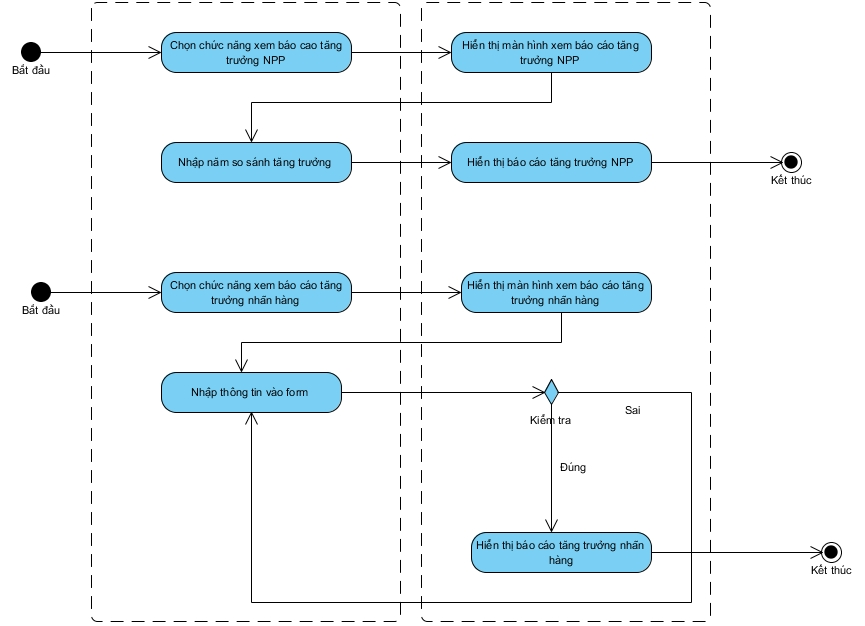 Chọn chức năng xem báo cao tăng
trưởng NPP
Hiển thị màn hình xem báo cáo tăng
trưởng NPP
Bắt đầu
Nhập năm so sánh tăng trưởng
Hiển thị báo cáo tăng trưởng NPP
Kết thúc
Chọn chức năng xem báo cáo tăng
trưởng nhãn hàng
Hiển thị màn hình xem báo cáo tăng
trưởng nhãn hàng
Bắt đầu
Nhập thông tin vào form
Kiểm tra
Sai
Đúng
Hiển thị báo cáo tăng trưởng nhãn
hàng
Kết thúc